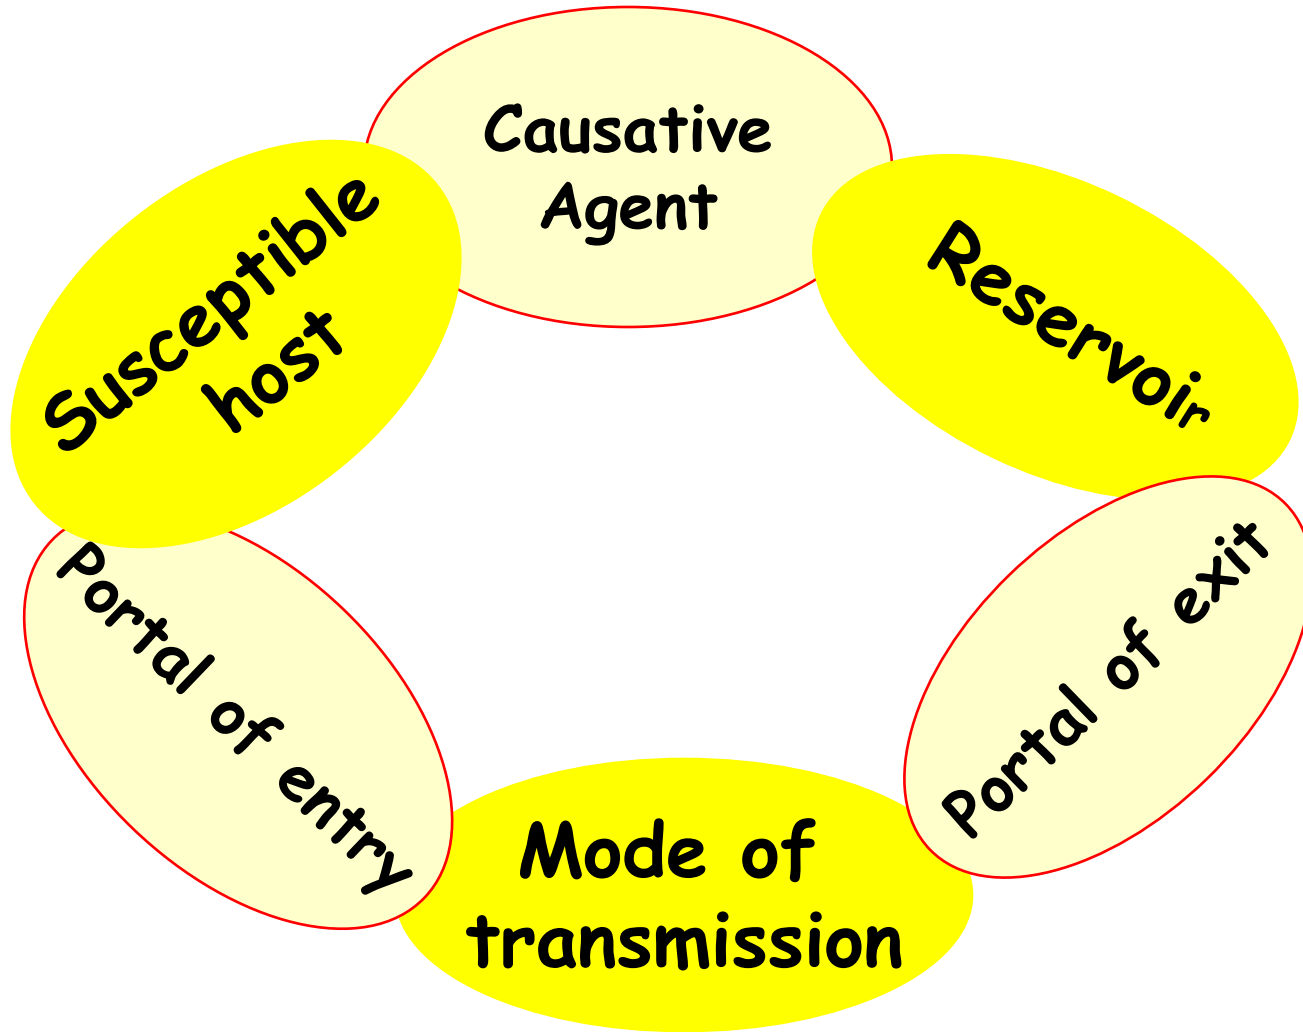 Causative
Agent
Reservoir
Portal of exit
Mode of
transmission
Portal of entry
Susceptible
host